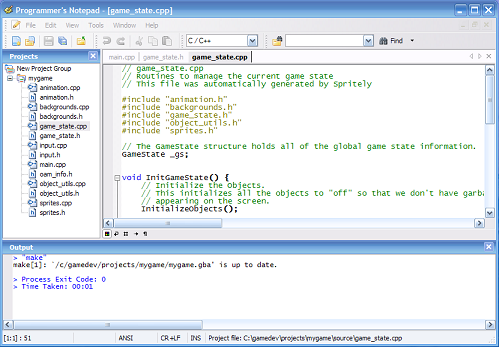 Programmer's Notepad - [game_state.cpp]
File Edit View Tools Window Help
C / C++
Find
Projects
main.cpp game_state.h game_state.cpp
New Project Group
mygame
animation.cpp
animation.h
backgrounds.cpp
backgrounds.h
game_state.cpp
game_state.h
input.cpp
input.h
main.cpp
oam_info.h
object_utils.cpp
object_utils.h
sprites.cpp
sprites.h
// game_state.cpp
// Routines to manage the current game state
// This file was automatically generated by Spritely
#include "animation.h"
#include "backgrounds.h"
#include "game_state.h"
#include "object_utils.h"
#include "sprites.h"
// The GameState structure holds all of the global game state information.
GameState _gs;
void InitGameState() {
// Initialize the Objects.
// This initializes all the objects to "off" so that we don't have garba
// appearing on the screen.
InitializeObjects();
Output
> "make"
make[1]: `/c/gamedev/projects/mygame/mygame.gba' is up to date.
> Process Exit Code: 0
> Time Taken: 00:01
[1:1] : 51 ANSI CR+LF INS Project file: C:\gamedev\projects\mygame\source\game_state.cpp